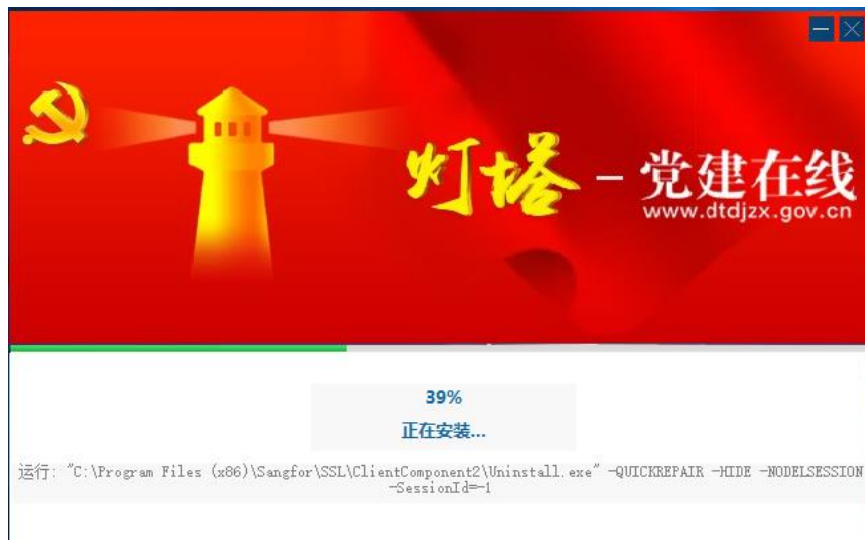 灯塔－党建在线
www.dtdjzx.gov.cn
39%
正在安装...
运行: "C:\Program Files (x86)\Sangfor\SSL\ClientComponent2\Uninstall.exe" -QUICKREPAIR -HIDE -NODELSESSION
-SessionId=-1